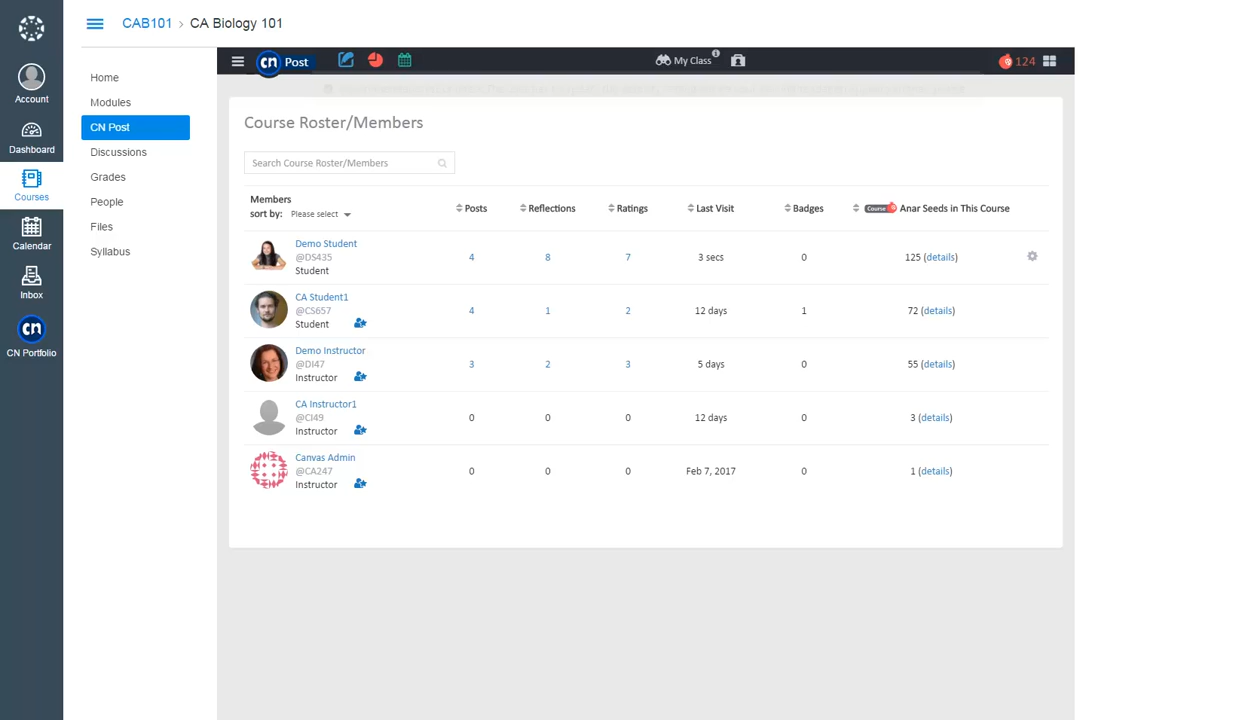 CAB101 › CA Biology 101
Account
Dashboard
Courses
Calendar
Inbox
cn
CN Portfolio
Home
Modules
CN Post
Discussions
Grades
People
Files
Syllabus
cn Post
My Class
124
Course Roster/Members
Search Course Roster/Members
Members
sort by: Please select
Posts Reflections Ratings Last Visit Badges Course Anar Seeds in This Course
Demo Student
@DS435
Student
4 8 7 3 secs 0 125 (details)
CA Student1
@CS657
Student
4 1 2 12 days 1 72 (details)
Demo Instructor
@DI47
Instructor
3 2 3 5 days 0 55 (details)
CA Instructor1
@CI49
Instructor
0 0 0 12 days 0 3 (details)
Canvas Admin
@CA247
Instructor
0 0 0 Feb 7, 2017 0 1 (details)